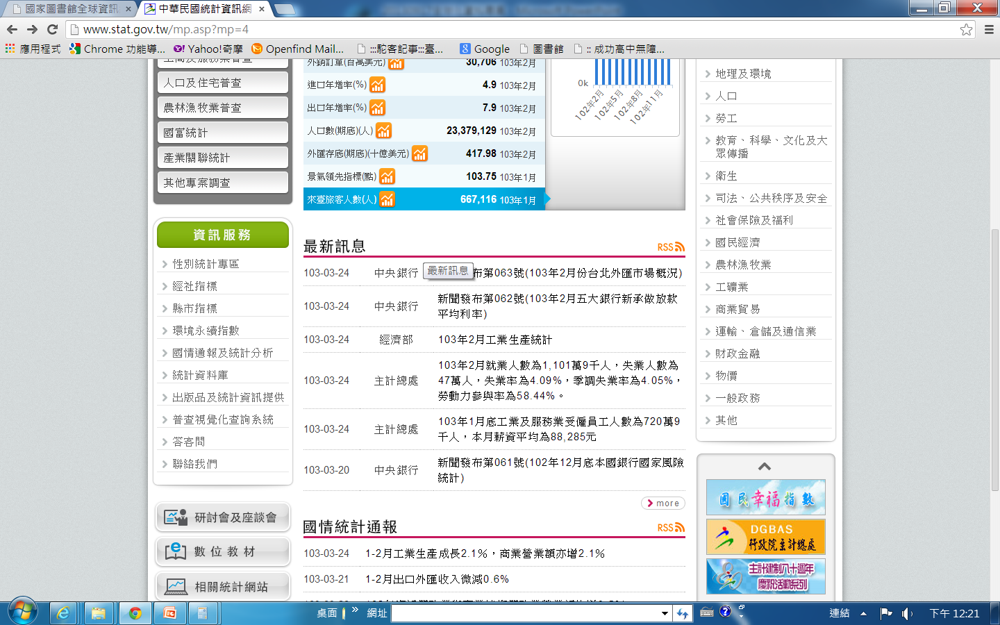 國家圖書館全球資訊
中華民國統計資訊網
www.stat.gov.tw/mp.asp?mp=4
應用程式
Chrome 功能導...
Yahoo!奇摩
Openfind Mail...
:::駝客記事:::臺...
Google
圖書館
:: 成功高中無障...
工商及服務業普查
人口及住宅普查
農林漁牧業普查
國富統計
產業關聯統計
其他專案調查
資訊服務
性別統計專區
經社指標
縣市指標
環境永續指數
國情通報及統計分析
統計資料庫
出版品及統計資訊提供
普查視覺化查詢系統
答客問
聯絡我們
研討會及座談會
數位教材
相關統計網站
外銷訂單(百萬美元) 30,706 103年2月
進口年增率(%) 4.9 103年2月
出口年增率(%) 7.9 103年2月
人口數(期底)(人) 23,379,129 103年2月
外匯存底(期底)(十億美元) 417.98 103年2月
景氣領先指標(點) 103.75 103年1月
來臺旅客人數(人) 667,116 103年1月
0k
102年2月
102年5月
102年8月
102年11月
最新訊息
RSS
103-03-24 中央銀行 布第063號(103年2月份台北外匯市場概況)
最新訊息
103-03-24 中央銀行 新聞發布第062號(103年2月五大銀行新承做放款
平均利率)
103-03-24 經濟部 103年2月工業生產統計
103-03-24 主計總處 103年2月就業人數為1,101萬9千人，失業人數為
47萬人，失業率為4.09%，季調失業率為4.05%，
勞動力參與率為58.44%。
103-03-24 主計總處 103年1月底工業及服務業受僱員工人數為720萬9
千人，本月薪資平均為88,285元
103-03-20 中央銀行 新聞發布第061號(102年12月底本國銀行國家風險
統計)
more
國情統計通報
RSS
103-03-24 1-2月工業生產成長2.1%，商業營業額亦增2.1%
103-03-21 1-2月出口外匯收入微減0.6%
地理及環境
人口
勞工
教育、科學、文化及大
眾傳播
衛生
司法、公共秩序及安全
社會保險及福利
國民經濟
農林漁牧業
工礦業
商業貿易
運輸、倉儲及通信業
財政金融
物價
一般政務
其他
國民幸福指數
DGBAS
行政院主計總處
主計建制八十週年
慶祝活動系列
桌面
網址
連結
下午 12:21